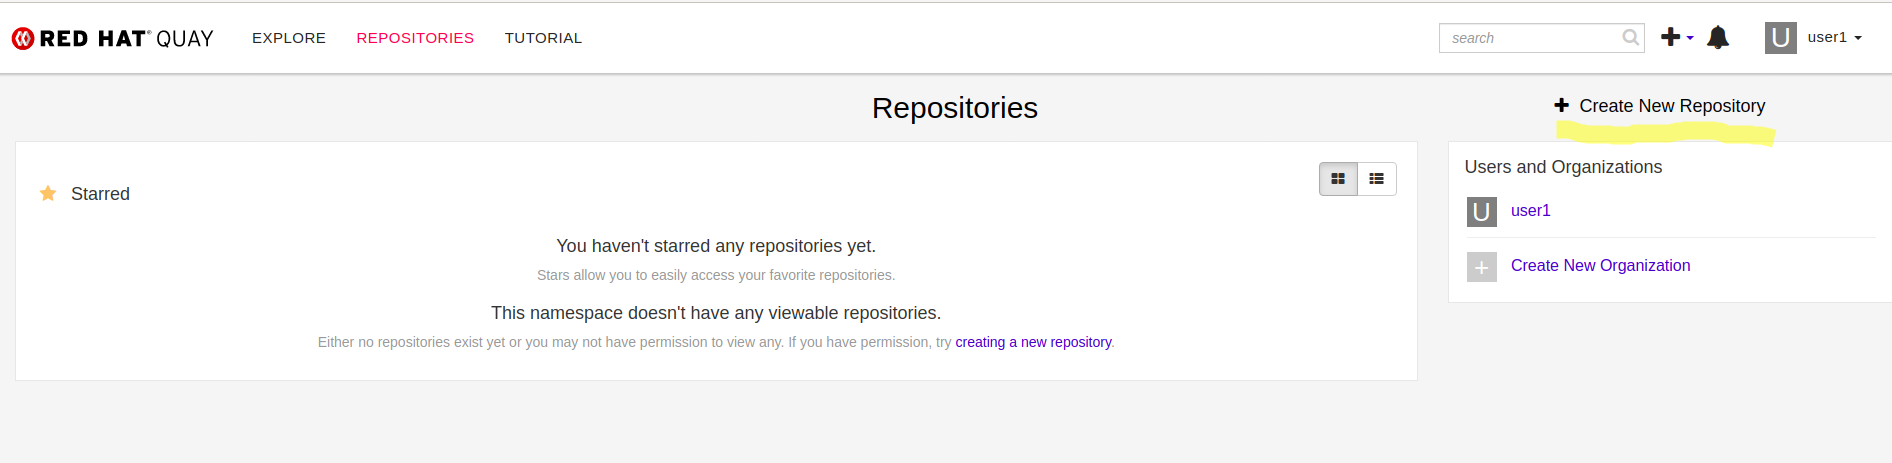 RED HAT® QUAY EXPLORE REPOSITORIES TUTORIAL search U user1
Repositories
Create New Repository
Starred
You haven't starred any repositories yet.
Stars allow you to easily access your favorite repositories.
This namespace doesn't have any viewable repositories.
Either no repositories exist yet or you may not have permission to view any. If you have permission, try creating a new repository.
Users and Organizations
U user1
+ Create New Organization